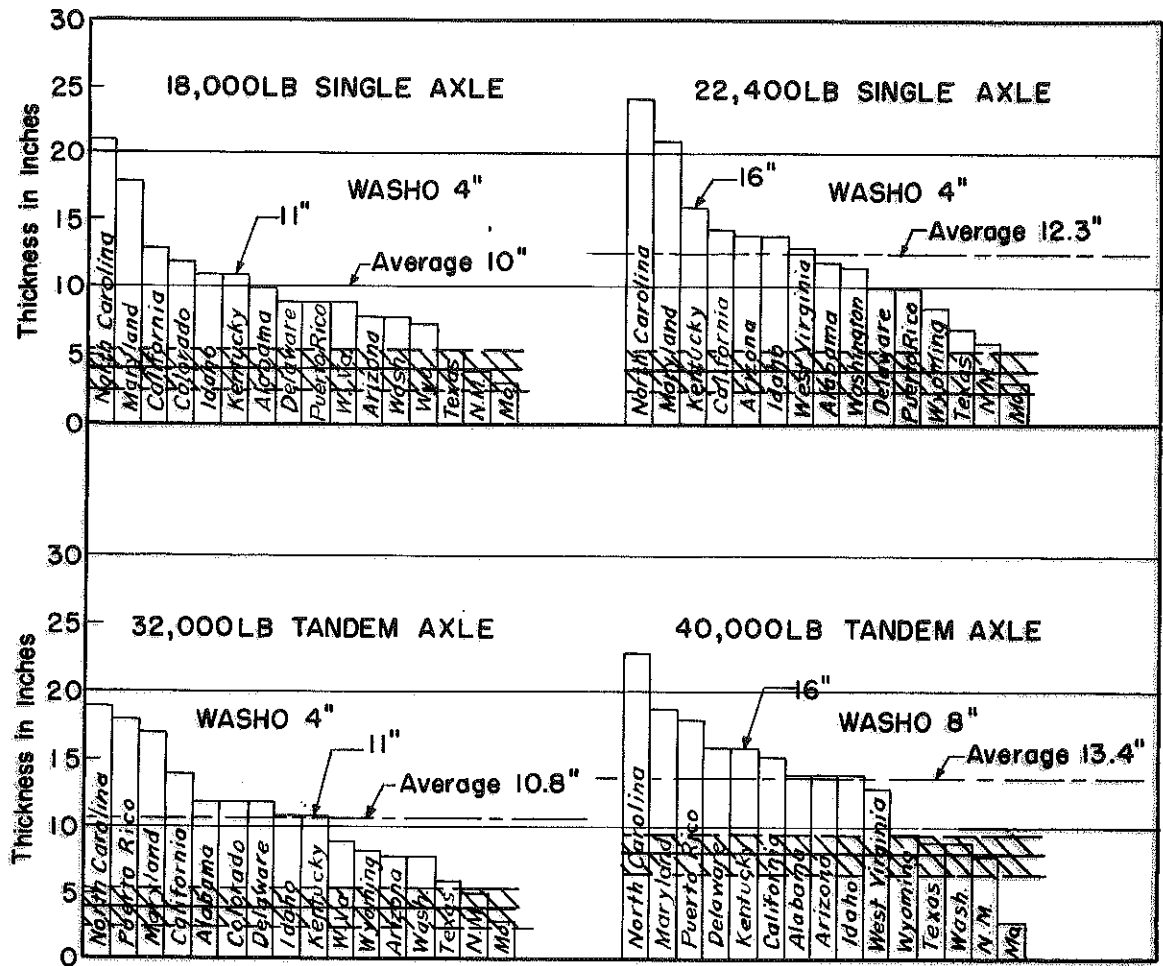 30
25
20
15
10
5
0
Thickness in Inches
18,000LB SINGLE AXLE
WASHO 4"
11"
Average 10"
North Carolina
Maryland
California
Colorado
Idaho
Kentucky
Alabama
Delaware
Puerto Rico
W. Va
Arizona
Wash
Wyo
Texas
N.M.
Mo
22,400LB SINGLE AXLE
16"
WASHO 4"
Average 12.3"
North Carolina
Maryland
Kentucky
California
Arizona
Idaho
West Virginia
Alabama
Washington
Delaware
Puerto Rico
Wyoming
Texas
N.M.
Mo
30
25
20
15
10
5
0
Thickness in Inches
32,000LB TANDEM AXLE
WASHO 4"
11"
Average 10.8"
North Carolina
Puerto Rico
Maryland
California
Alabama
Colorado
Delaware
Idaho
Kentucky
W. Va
Wyoming
Arizona
Wash.
Texas
N.M.
Mo
40,000LB TANDEM AXLE
16"
WASHO 8"
Average 13.4"
North Carolina
Maryland
Puerto Rico
Delaware
Kentucky
California
Alabama
Arizona
Idaho
West Virginia
Wyoming
Texas
Wash
N.M.
Mo